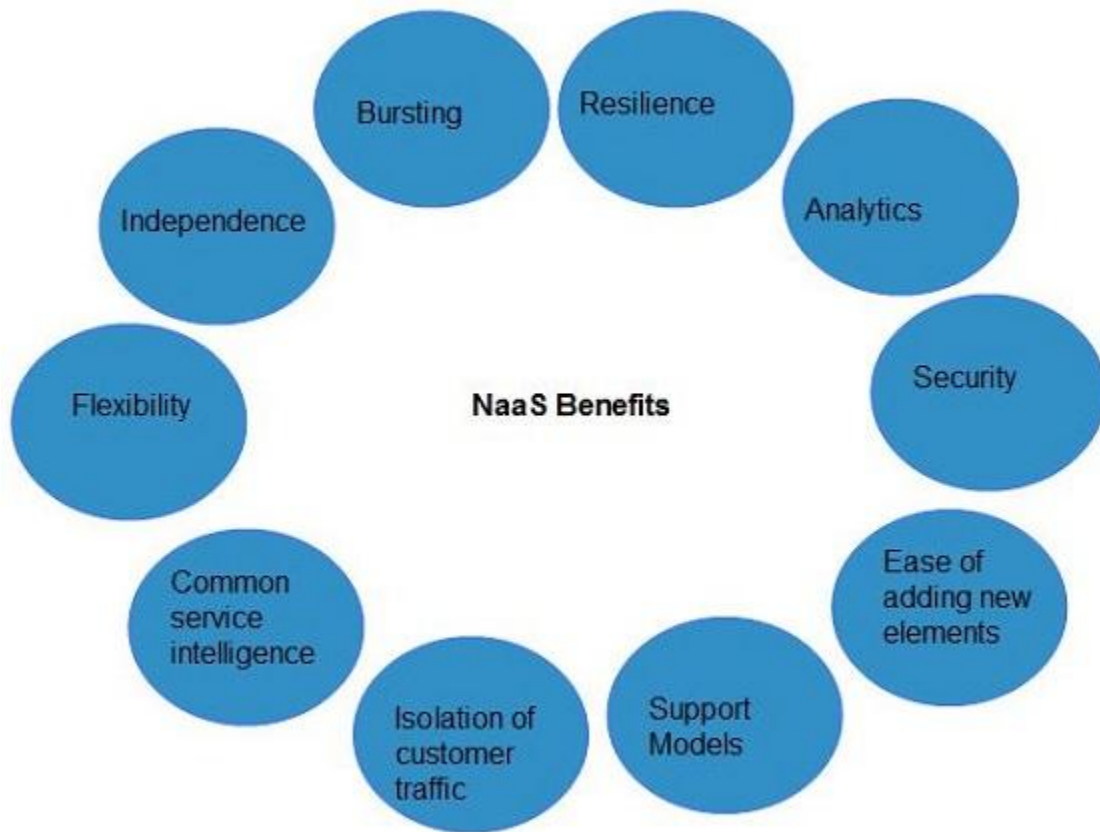 Bursting
Resilience
Analytics
Independence
Security
Flexibility
NaaS Benefits
Ease of
adding new
elements
Common
service
intelligence
Support
Models
Isolation of
customer
traffic